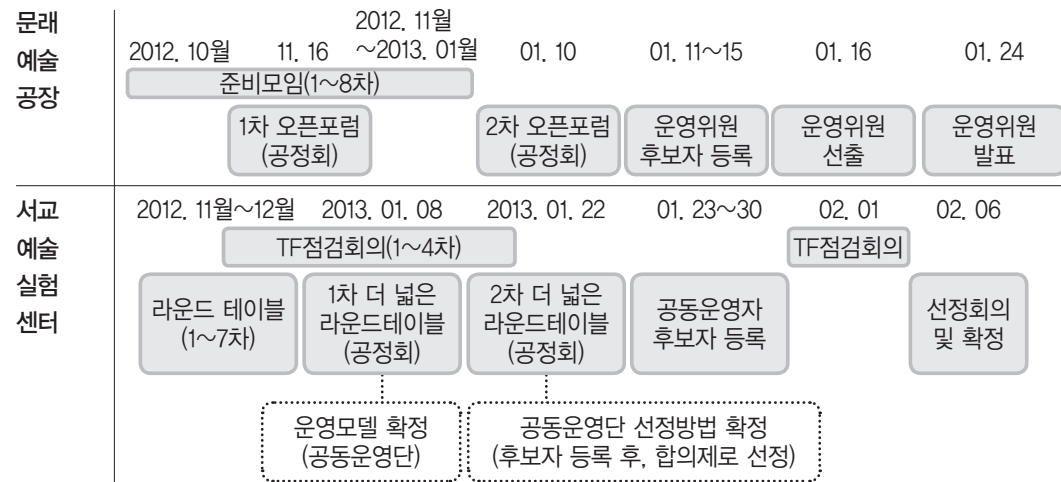 문래
예술
공장
2012. 10월 11. 16 2012. 11월 ～2013. 01월 01. 10 01. 11～15 01. 16 01. 24
준비모임(1～8차)
1차 오픈포럼
(공청회)
2차 오픈포럼
(공청회)
운영위원
후보자 등록
운영위원
선출
운영위원
발표
서교
예술
실험
센터
2012. 11월～12월 2013. 01. 08 2013. 01. 22 01. 23～30 02. 01 02. 06
TF점검회의(1～4차)
TF점검회의
라운드 테이블
(1～7차)
1차 더 넓은
라운드테이블
(공청회)
2차 더 넓은
라운드테이블
(공청회)
공동운영자
후보자 등록
선정회의
및 확정
운영모델 확정
(공동운영단)
공동운영단 선정방법 확정
(후보자 등록 후, 합의제로 선정)